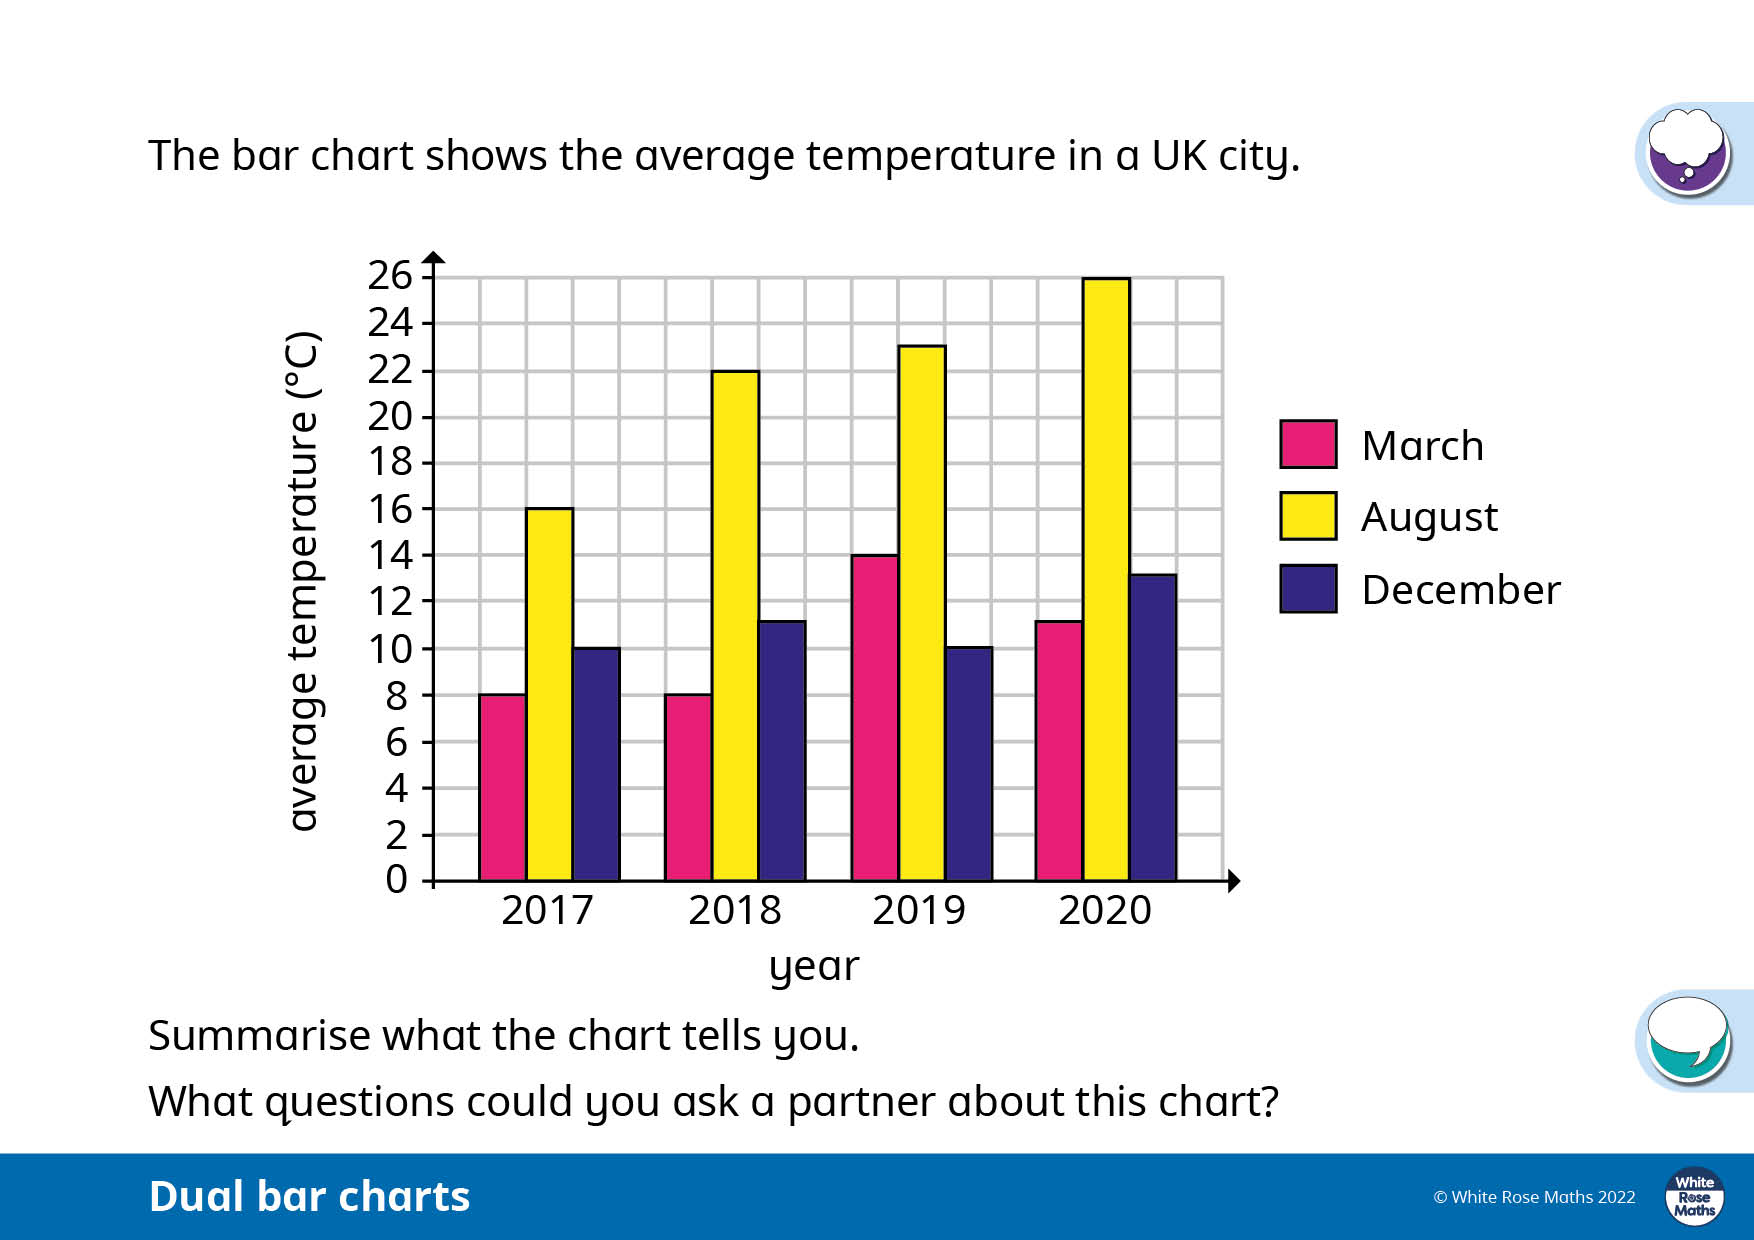 The bar chart shows the average temperature in a UK city.
average temperature (°C)
26
24
22
20
18
16
14
12
10
8
6
4
2
0
2017 2018 2019 2020
year
March
August
December
Summarise what the chart tells you.
What questions could you ask a partner about this chart?
Dual bar charts
© White Rose Maths 2022
White
Rose
Maths